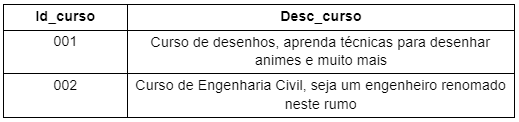 Id_curso Desc_curso
001 Curso de desenhos, aprenda técnicas para desenhar
animes e muito mais
002 Curso de Engenharia Civil, seja um engenheiro renomado
neste rumo